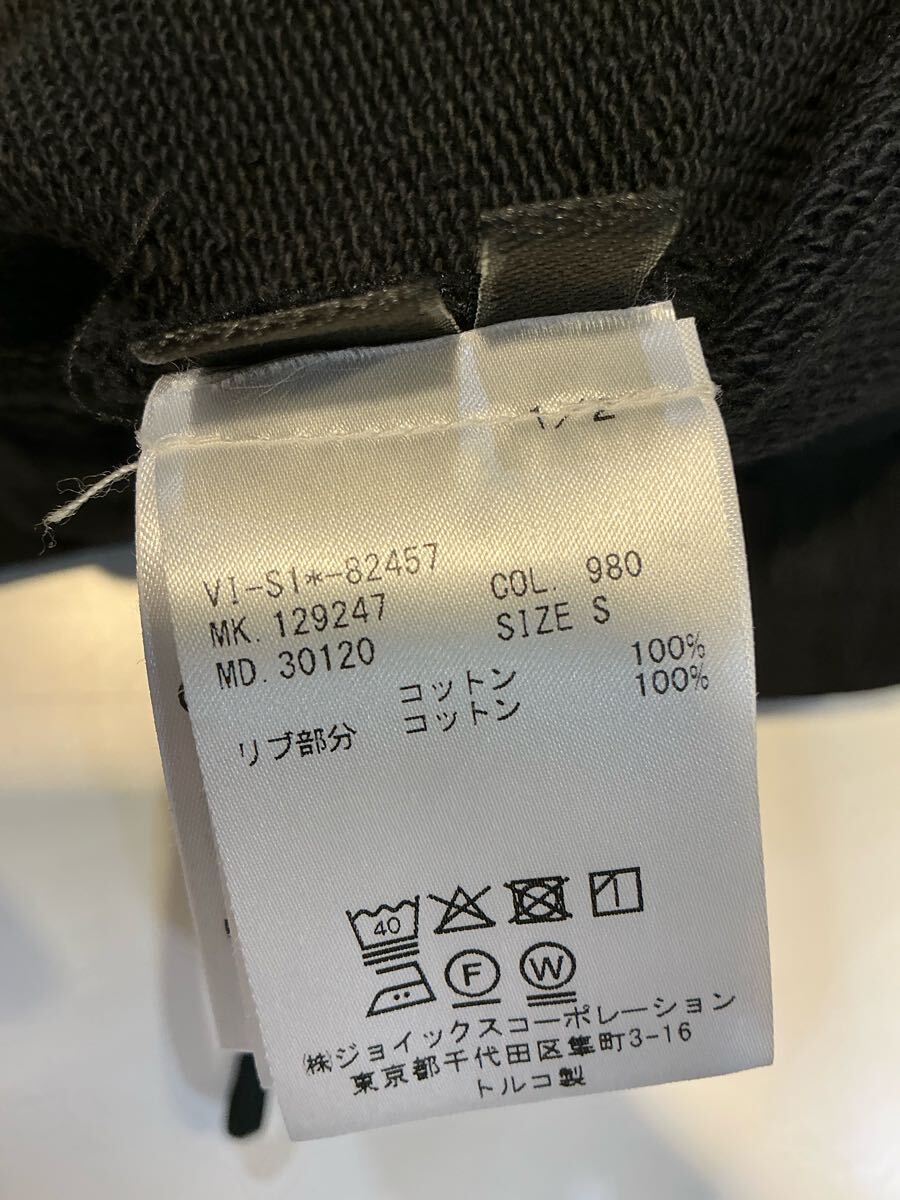 1/2
VI-SI*-82457
MK. 129247 COL. 980
MD. 30120 SIZE S
コットン 100%
リブ部分 コットン 100%
40
F W
㈱ジョイックスコーポレーション
東京都千代田区隼町3-16
トルコ製